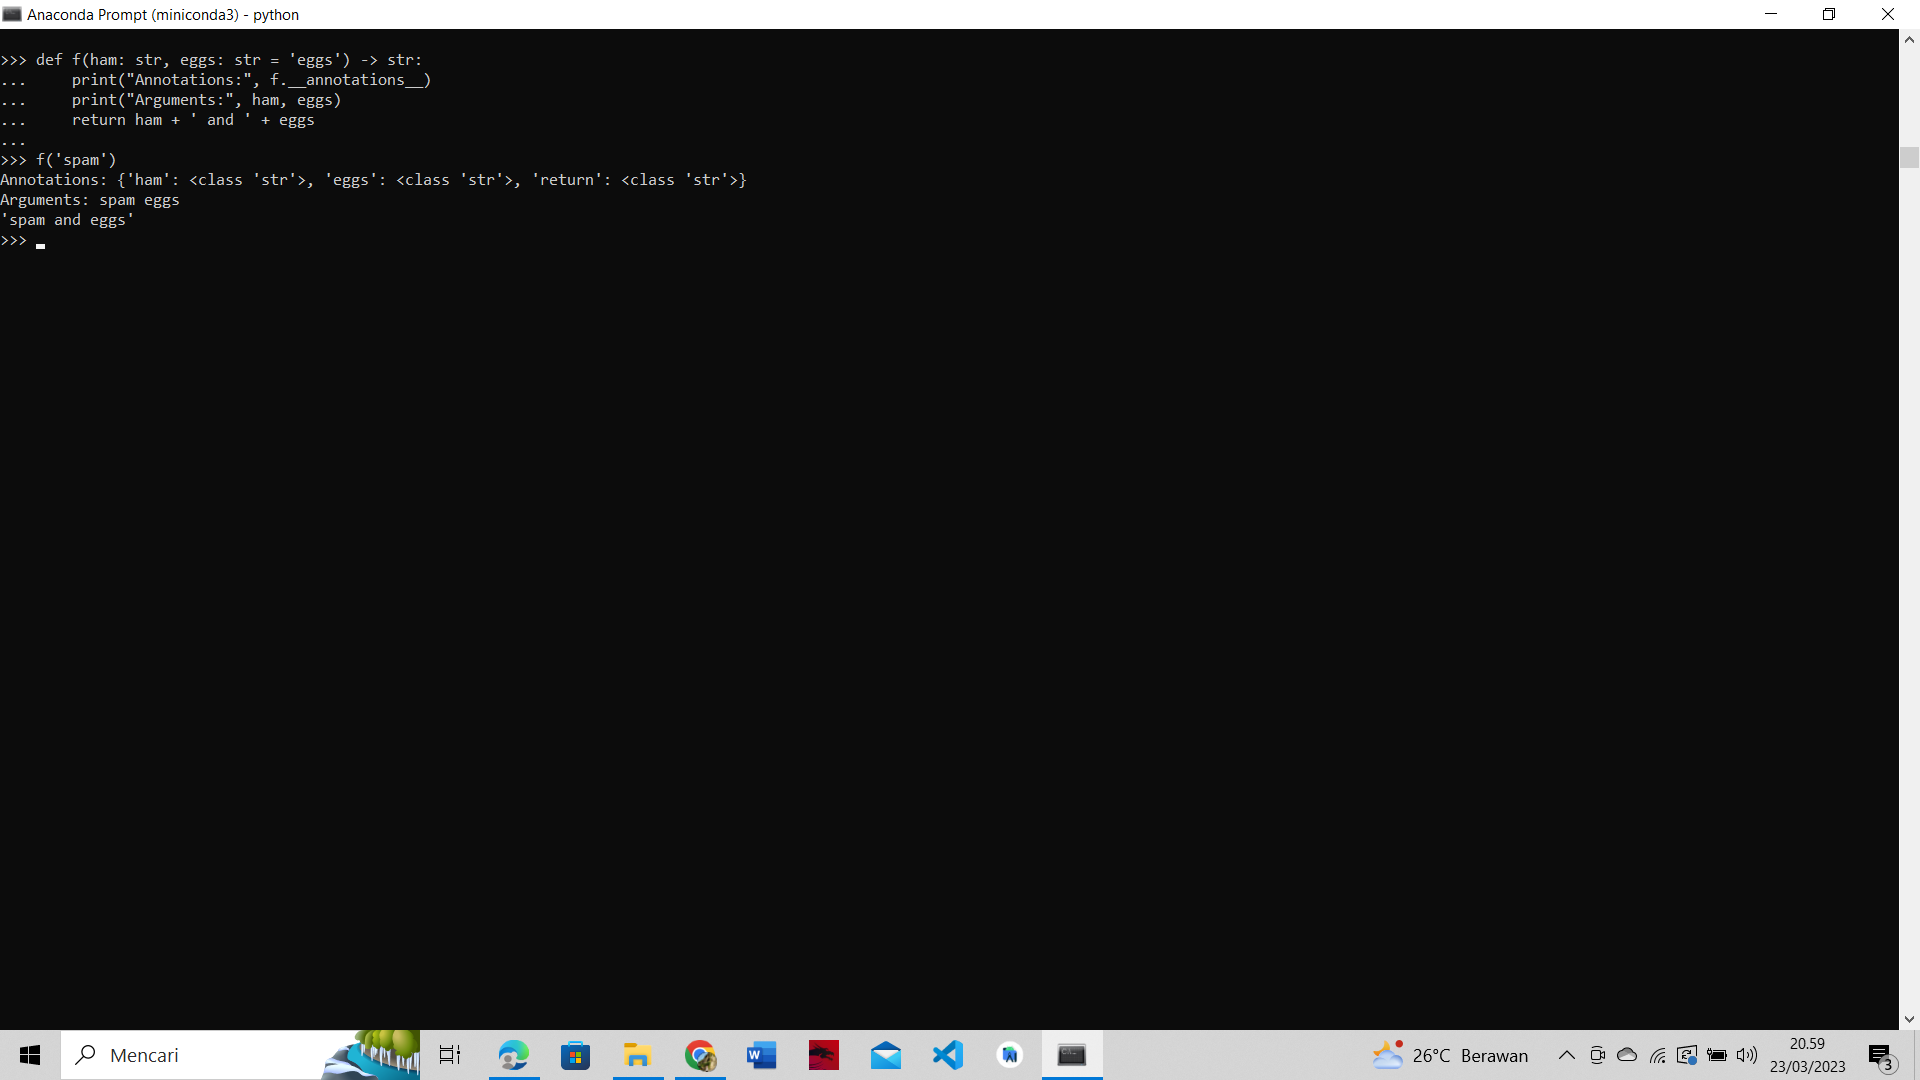 Anaconda Prompt (miniconda3) - python
>>> def f(ham: str, eggs: str = 'eggs') -> str:
...     print("Annotations:", f.__annotations__)
...     print("Arguments:", ham, eggs)
...     return ham + ' and ' + eggs
...
>>> f('spam')
Annotations: {'ham': <class 'str'>, 'eggs': <class 'str'>, 'return': <class 'str'>}
Arguments: spam eggs
'spam and eggs'
>>>
Mencari
26°C Berawan
20.59
23/03/2023
3